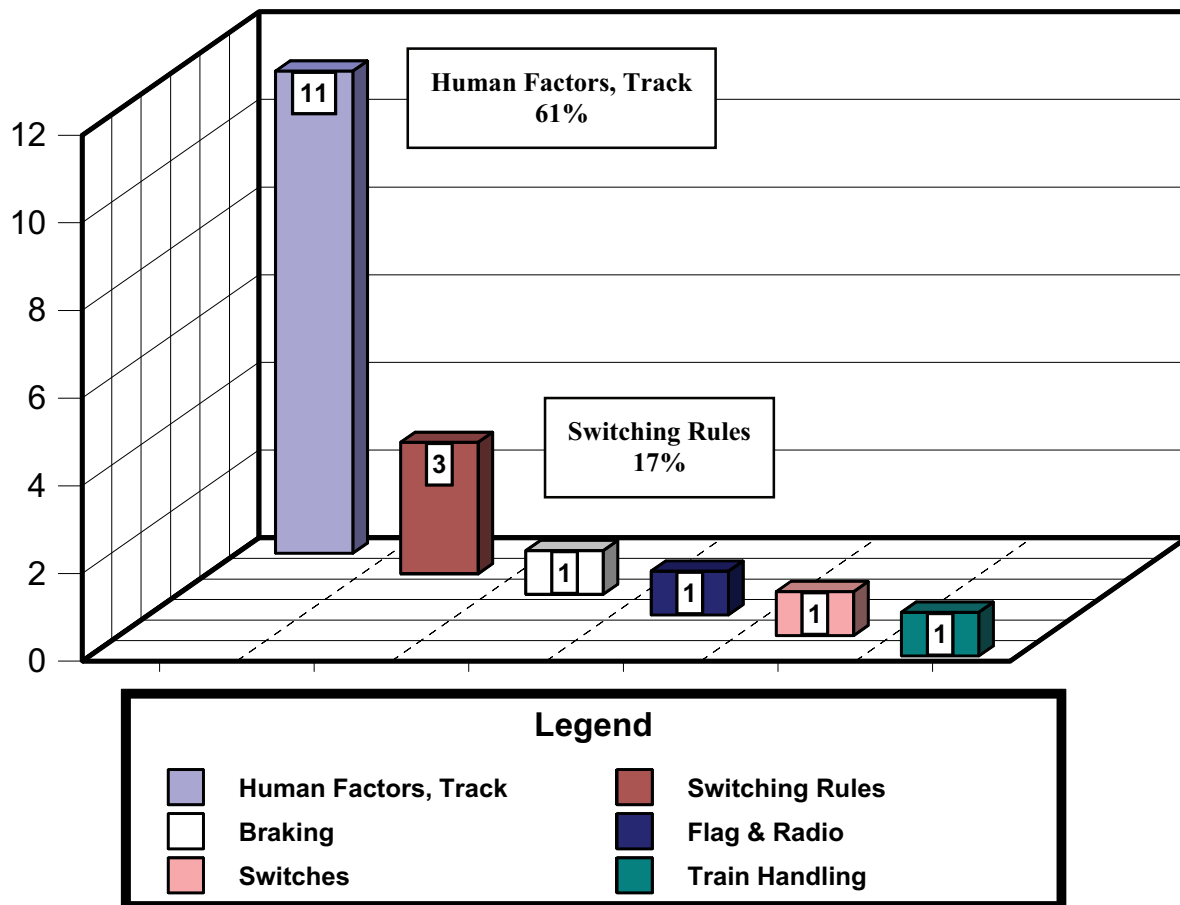 12
10
8
6
4
2
0
11
Human Factors, Track
61%
3
Switching Rules
17%
1
1
1
1
Legend
Human Factors, Track
Switching Rules
Braking
Flag & Radio
Switches
Train Handling